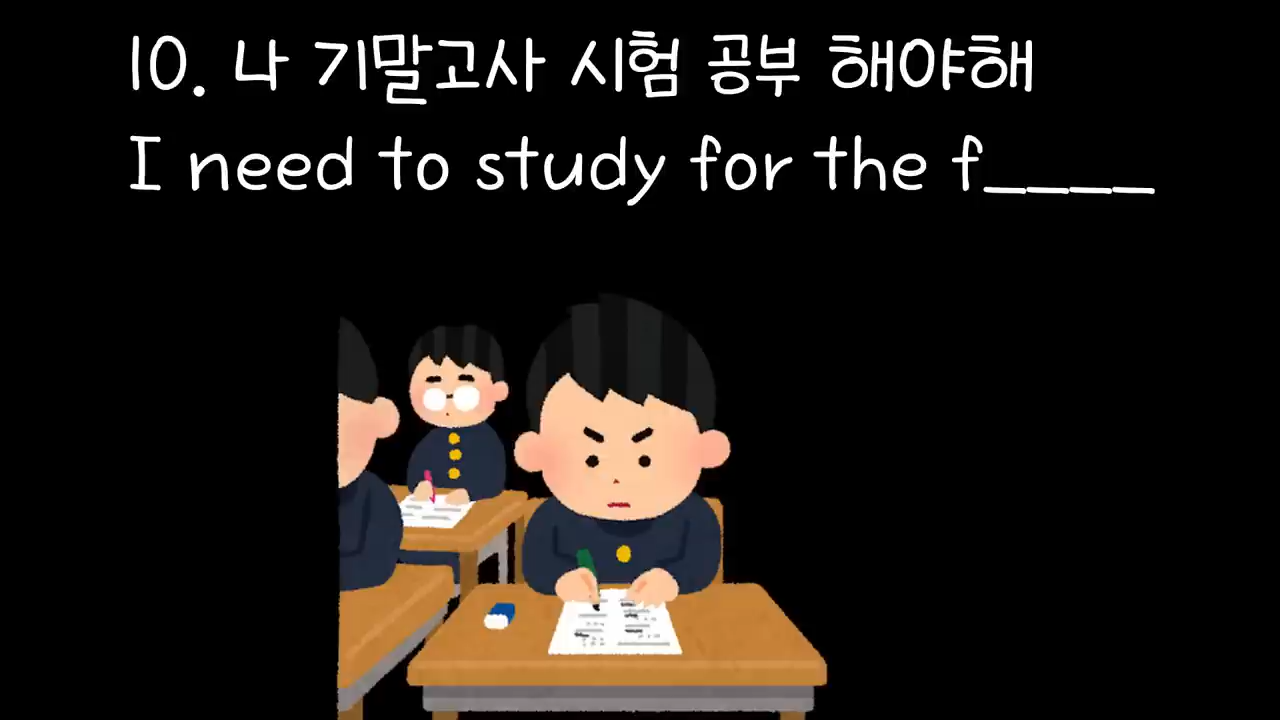 10. 나 기말고사 시험 공부 해야해
I need to study for the f____